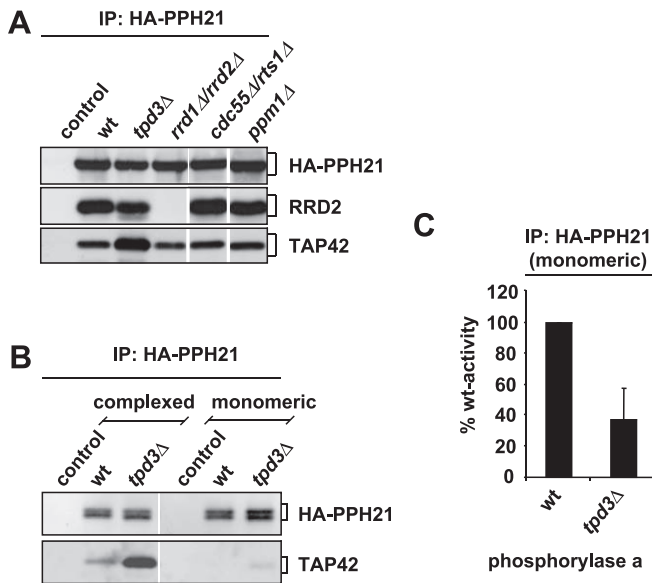 A
IP: HA-PPH21
control
wt
tpd3Δ
rrd1Δ/rrd2Δ
cdc55Δ/rts1Δ
ppm1Δ
HA-PPH21
RRD2
TAP42
B
IP: HA-PPH21
complexed
monomeric
control
wt
tpd3Δ
control
wt
tpd3Δ
HA-PPH21
TAP42
C
IP: HA-PPH21
(monomeric)
% wt-activity
120
100
80
60
40
20
0
wt
tpd3Δ
phosphorylase a